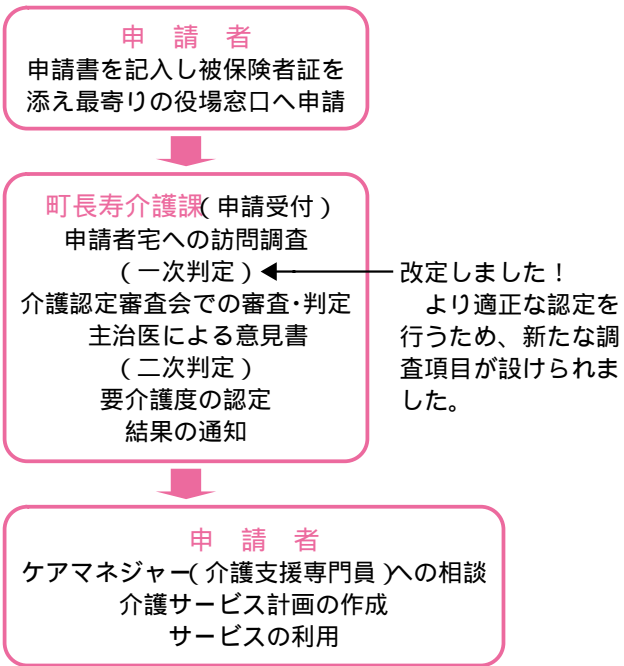 申請者
申請書を記入し被保険者証を
添え最寄りの役場窓口へ申請
町長寿介護課(申請受付)
申請者宅への訪問調査
(一次判定)
介護認定審査会での審査・判定
主治医による意見書
(二次判定)
要介護度の認定
結果の通知
改定しました!
より適正な認定を
行うため、新たな調
査項目が設けられま
した。
申請者
ケアマネジャー(介護支援専門員)への相談
介護サービス計画の作成
サービスの利用